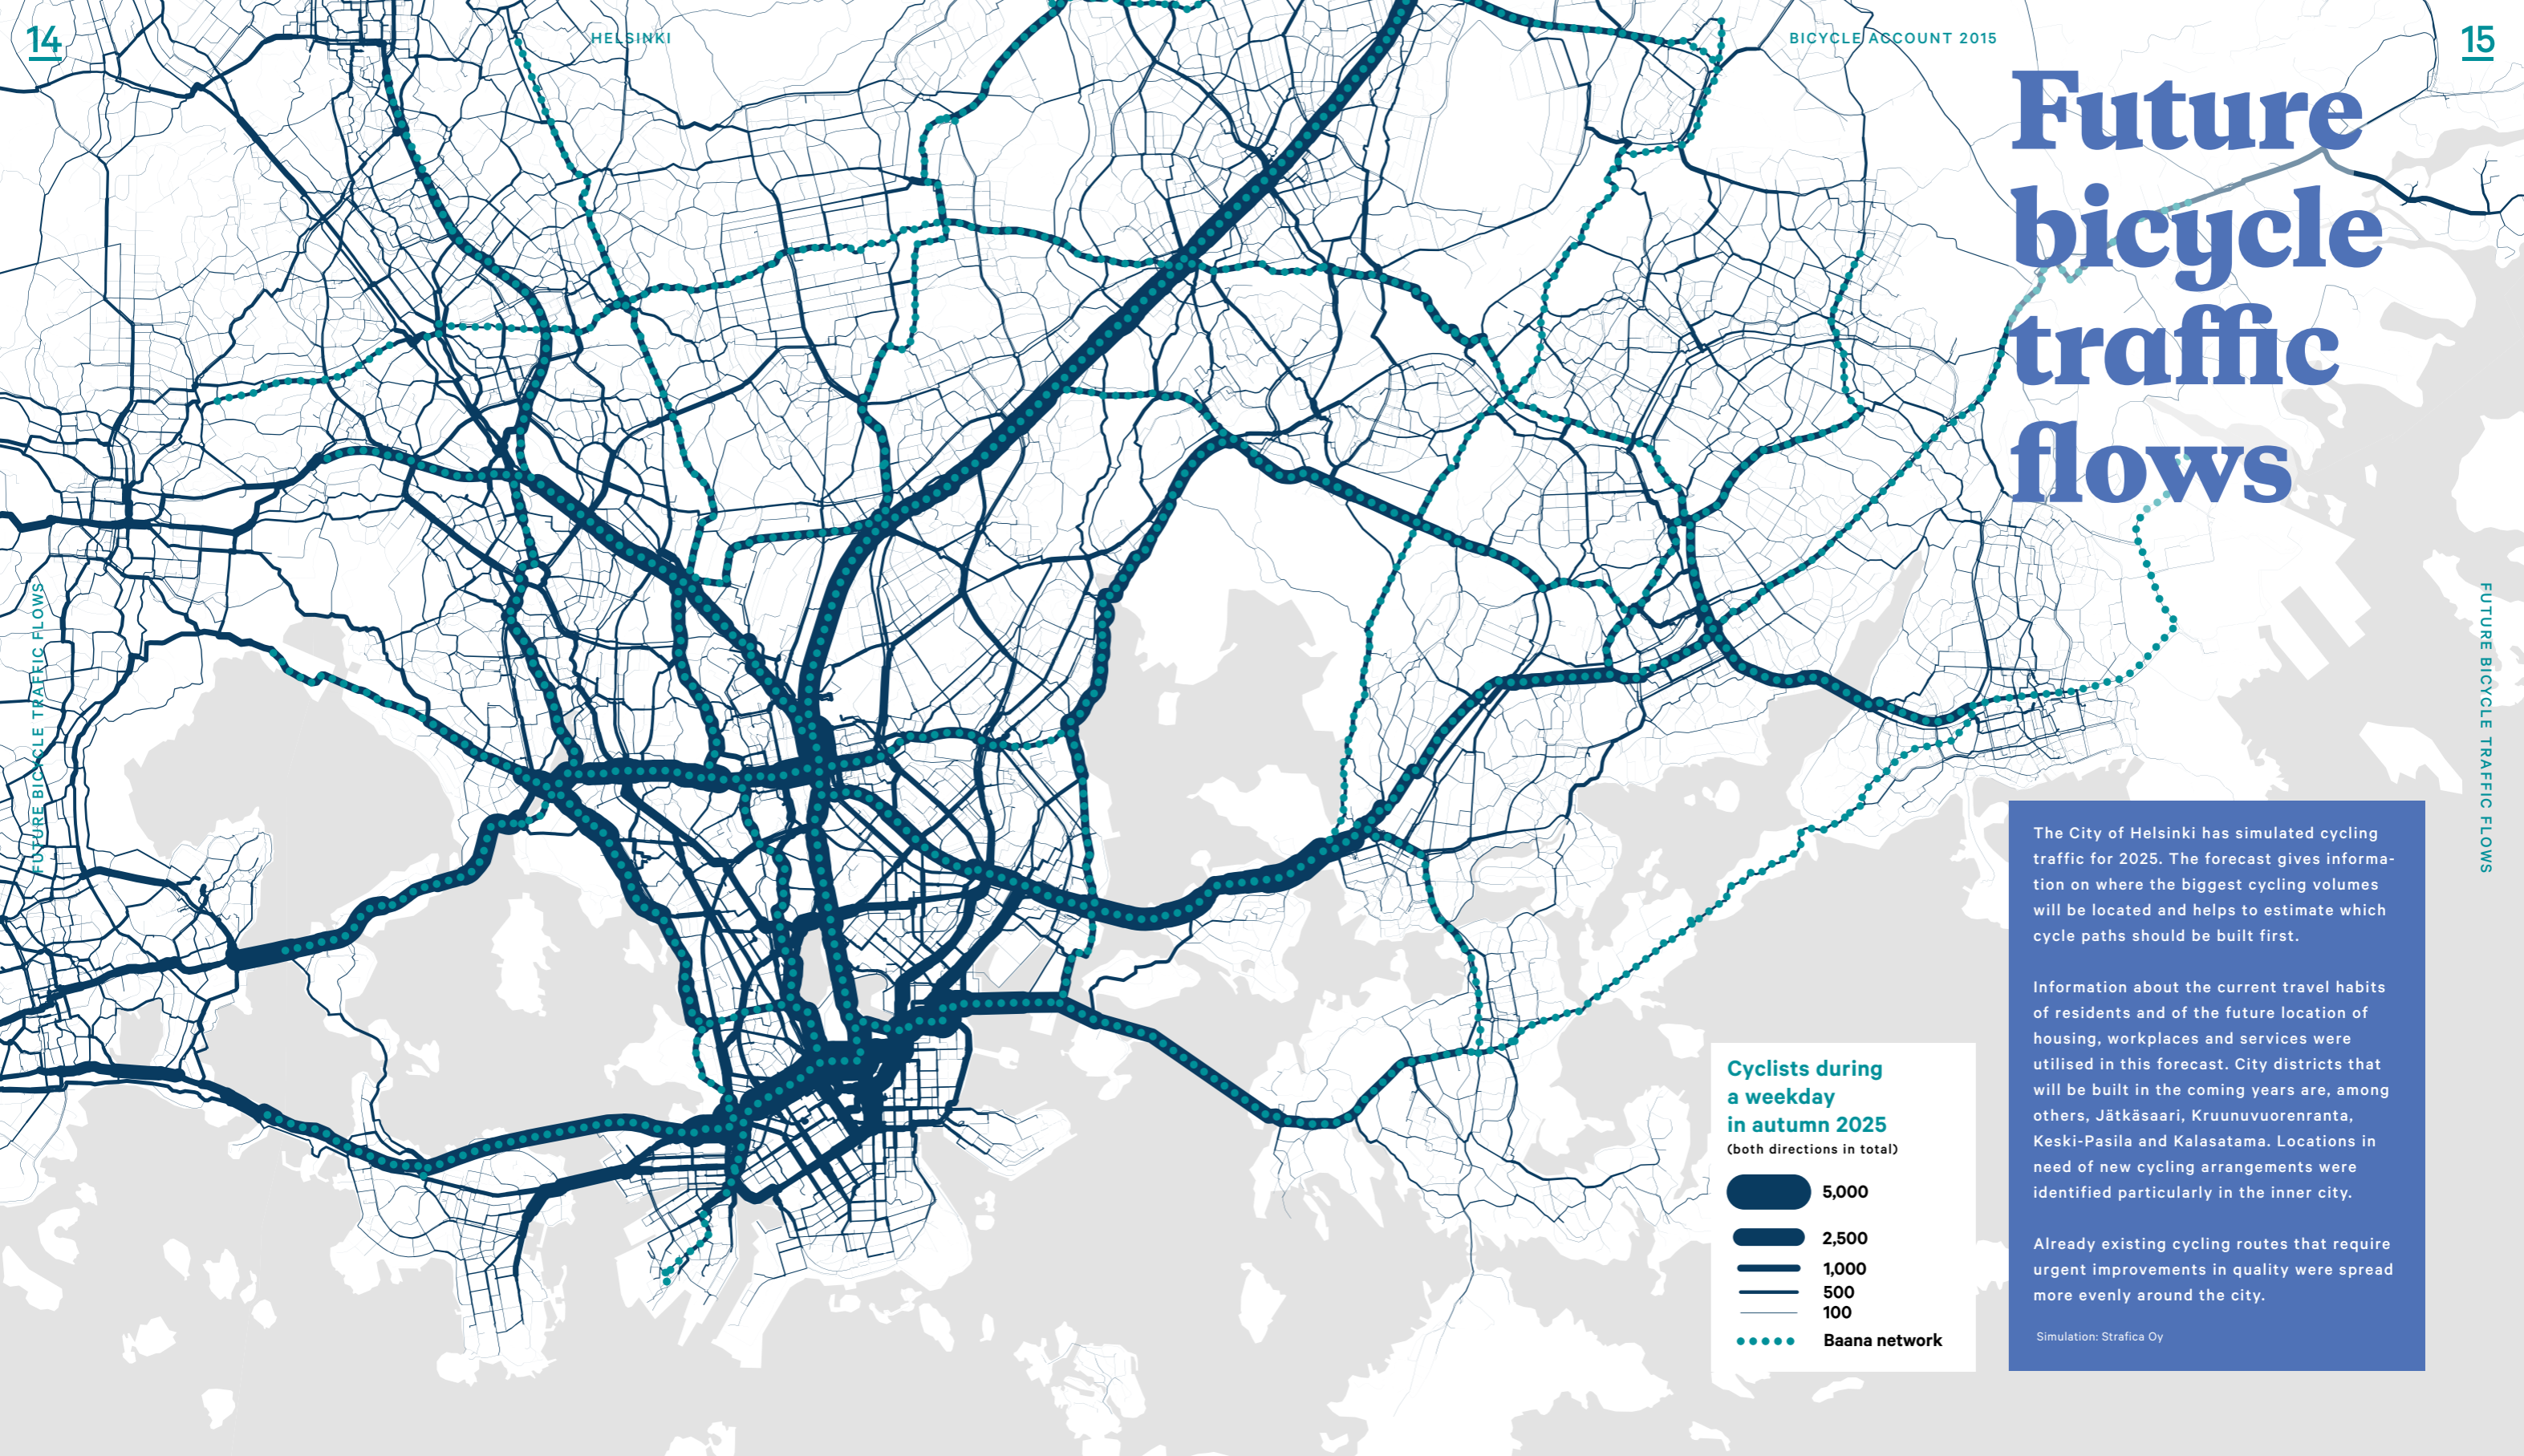 14
HELSINKI
BICYCLE ACCOUNT 2015
15
Future
bicycle
traffic
flows
FUTURE BICYCLE TRAFFIC FLOWS
FUTURE BICYCLE TRAFFIC FLOWS
The City of Helsinki has simulated cycling
traffic for 2025. The forecast gives informa-
tion on where the biggest cycling volumes
will be located and helps to estimate which
cycle paths should be built first.
Information about the current travel habits
of residents and of the future location of
housing, workplaces and services were
utilised in this forecast. City districts that
will be built in the coming years are, among
others, Jätkäsaari, Kruunuvuorenranta,
Keski-Pasila and Kalasatama. Locations in
need of new cycling arrangements were
identified particularly in the inner city.
Already existing cycling routes that require
urgent improvements in quality were spread
more evenly around the city.
Simulation: Strafica Oy
Cyclists during
a weekday
in autumn 2025
(both directions in total)
5,000
2,500
1,000
500
100
Baana network